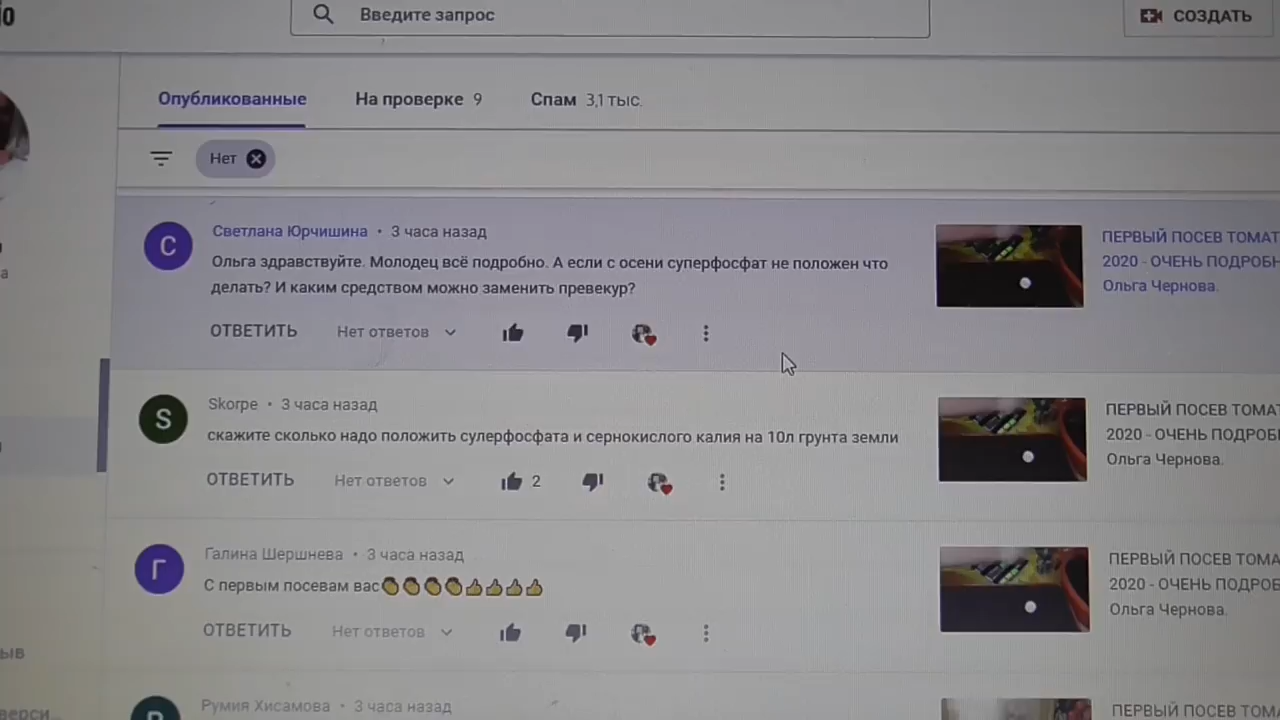 Введите запрос
СОЗДАТЬ
Опубликованные
На проверке 9
Спам 3,1 тыс.
Нет
Светлана Юрчишина • 3 часа назад
Ольга здравствуйте. Молодец всё подробно. А если с осени суперфосфат не положен что
делать? И каким средством можно заменить превекур?
ОТВЕТИТЬ Нет ответов
ПЕРВЫЙ ПОСЕВ ТОМАТ
2020 - ОЧЕНЬ ПОДРОБН
Ольга Чернова.
Skorpe • 3 часа назад
скажите сколько надо положить сулерфосфата и сернокислого калия на 10л грунта земли
ОТВЕТИТЬ Нет ответов 2
ПЕРВЫЙ ПОСЕВ ТОМАТ
2020 - ОЧЕНЬ ПОДРОБ
Ольга Чернова.
Галина Шершнева • 3 часа назад
С первым посевам вас👏👏👏👏👍👍👍👍
ОТВЕТИТЬ Нет ответов
ПЕРВЫЙ ПОСЕВ ТОМА
2020 - ОЧЕНЬ ПОДРОБ
Ольга Чернова.
Румия Хисамова • 3 часа назад
ПЕРВЫЙ ПОСЕВ ТОМА